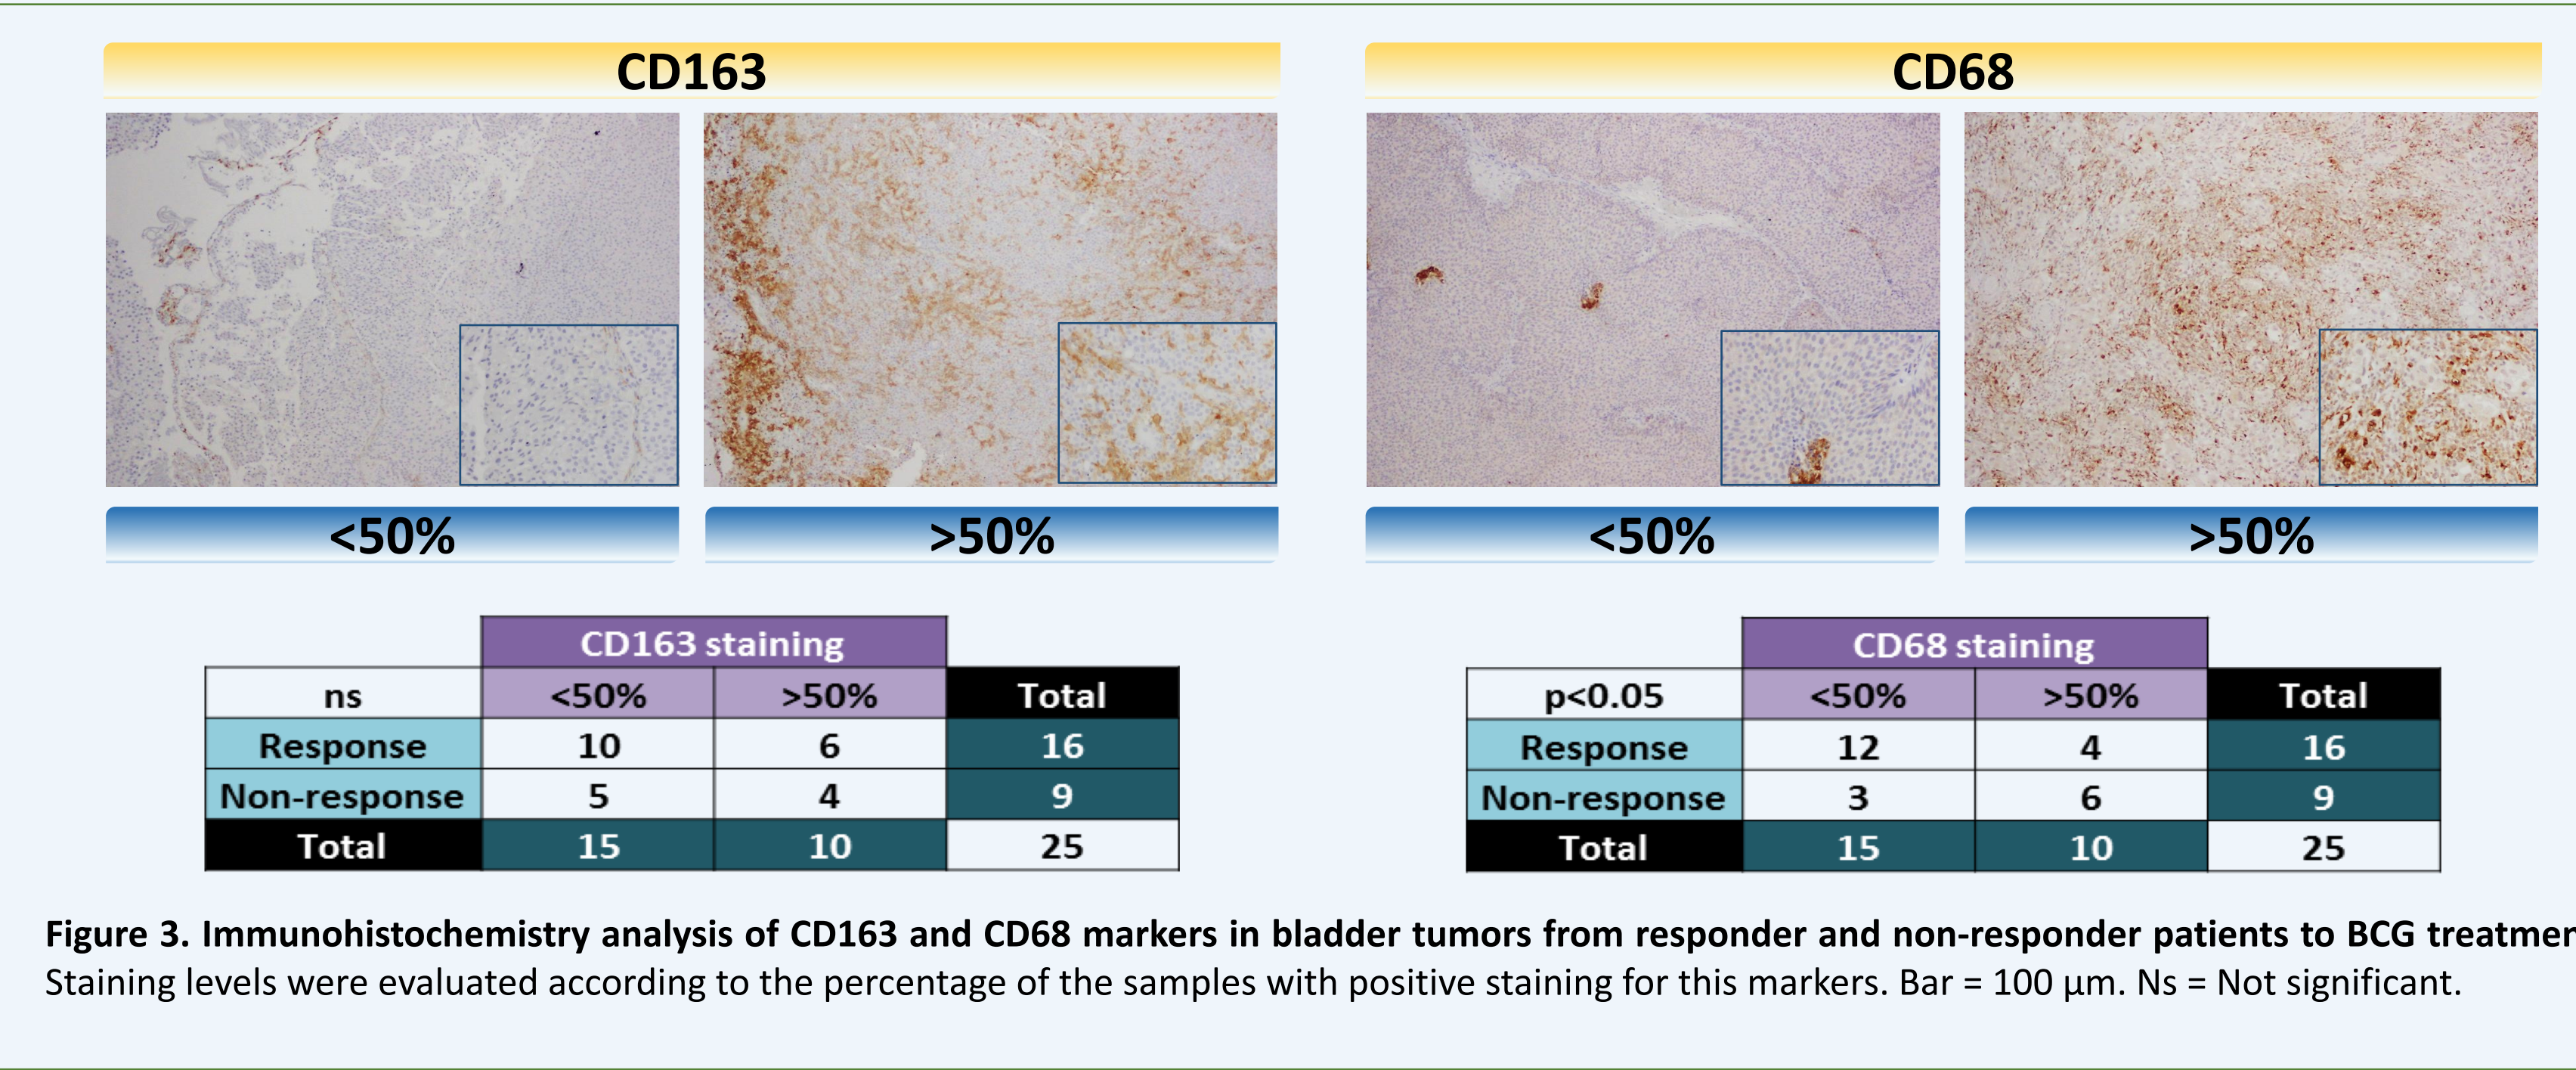 CD163
CD68
<50%
>50%
<50%
>50%
CD163 staining
ns <50% >50% Total
Response 10 6 16
Non-response 5 4 9
Total 15 10 25
CD68 staining
p<0.05 <50% >50% Total
Response 12 4 16
Non-response 3 6 9
Total 15 10 25
Figure 3. Immunohistochemistry analysis of CD163 and CD68 markers in bladder tumors from responder and non-responder patients to BCG
Staining levels were evaluated according to the percentage of the samples with positive staining for this markers. Bar = 100 µm. Ns = Not significant.